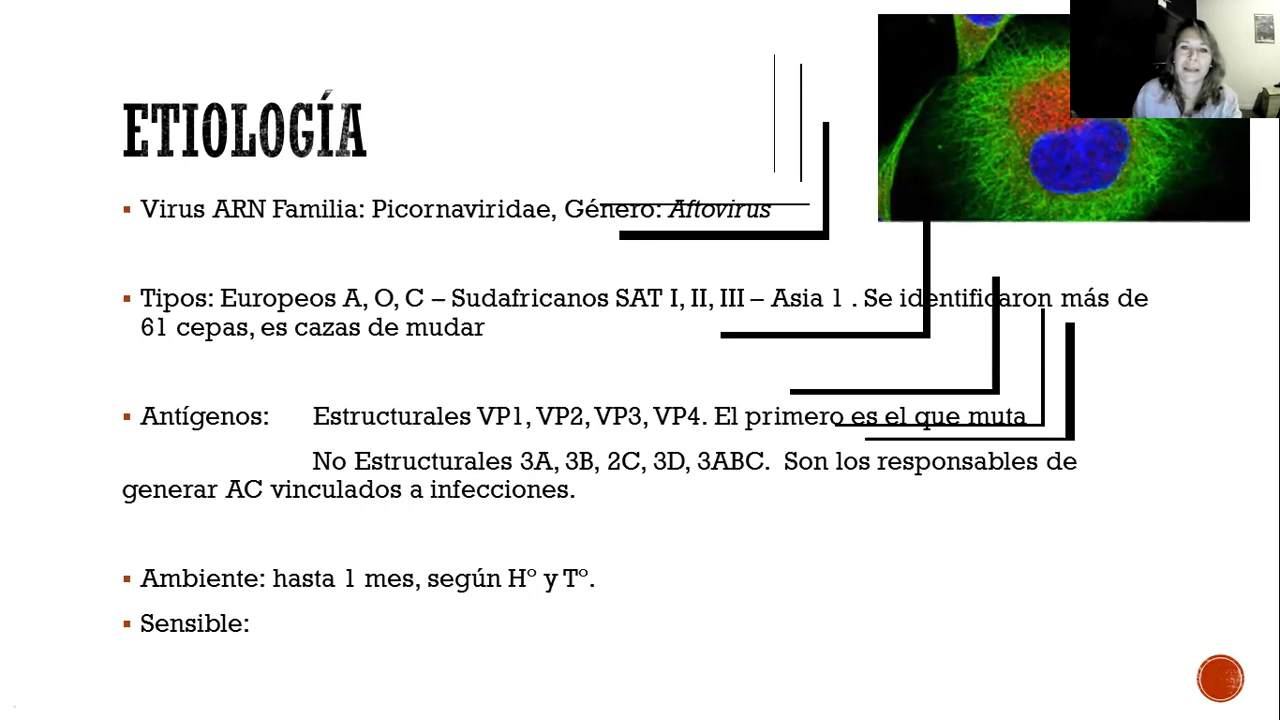 ETIOLOGÍA
Virus ARN Familia: Picornaviridae, Género: Aftovirus
Tipos: Europeos A, O, C – Sudafricanos SAT I, II, III – Asia 1 . Se identificaron más de
61 cepas, es cazas de mudar
Antígenos: Estructurales VP1, VP2, VP3, VP4. El primero es el que muta
No Estructurales 3A, 3B, 2C, 3D, 3ABC. Son los responsables de
generar AC vinculados a infecciones.
Ambiente: hasta 1 mes, según H° y T°.
Sensible: